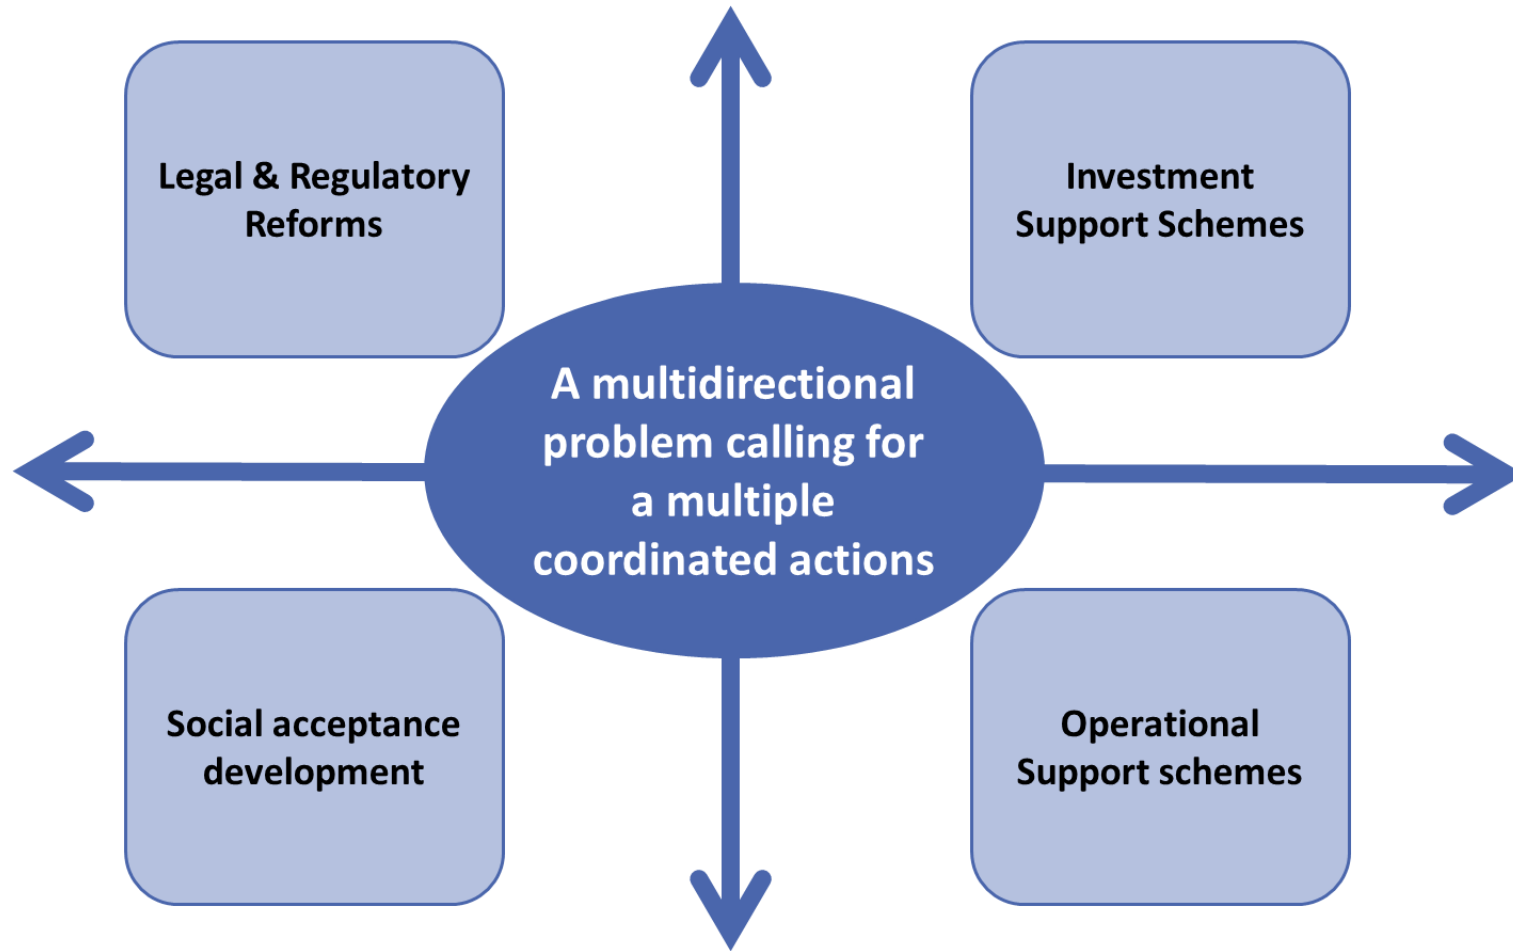 Legal & Regulatory
Reforms
Investment
Support Schemes
A multidirectional
problem calling for
a multiple
coordinated actions
Social acceptance
development
Operational
Support schemes